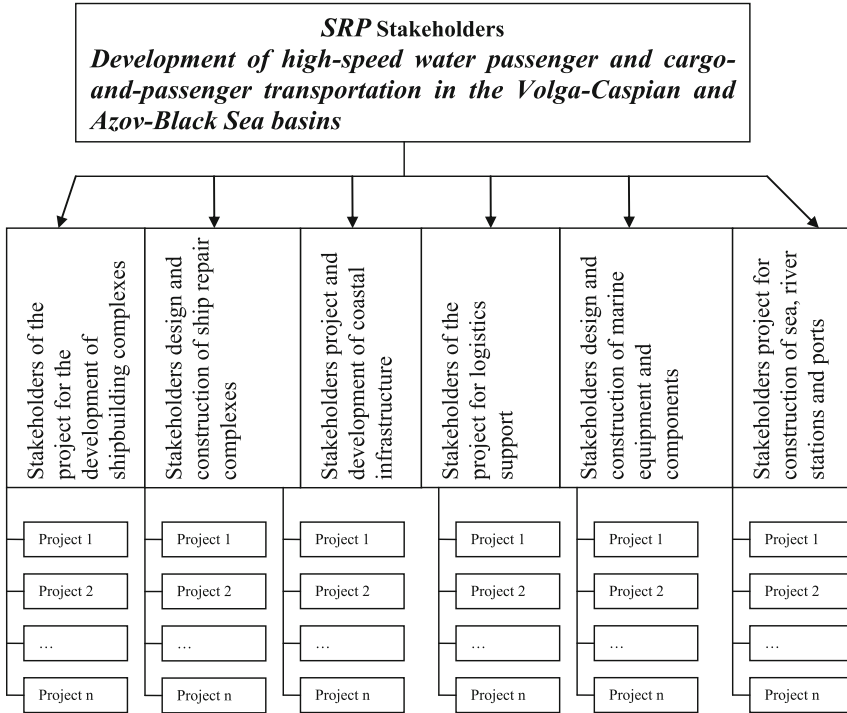 SRP Stakeholders
Development of high-speed water passenger and cargo-
and-passenger transportation in the Volga-Caspian and
Azov-Black Sea basins
Stakeholders of the
project for the
development of
shipbuilding complexes
Stakeholders design and
construction of ship repair
complexes
Stakeholders project and
development of coastal
infrastructure
Stakeholders of the
project for logistics
support
Stakeholders design and
construction of marine
equipment and
components
Stakeholders project for
construction of sea, river
stations and ports
Project 1
Project 2
…
Project n
Project 1
Project 2
…
Project n
Project 1
Project 2
…
Project n
Project 1
Project 2
…
Project n
Project 1
Project 2
…
Project n
Project 1
Project 2
…
Project n